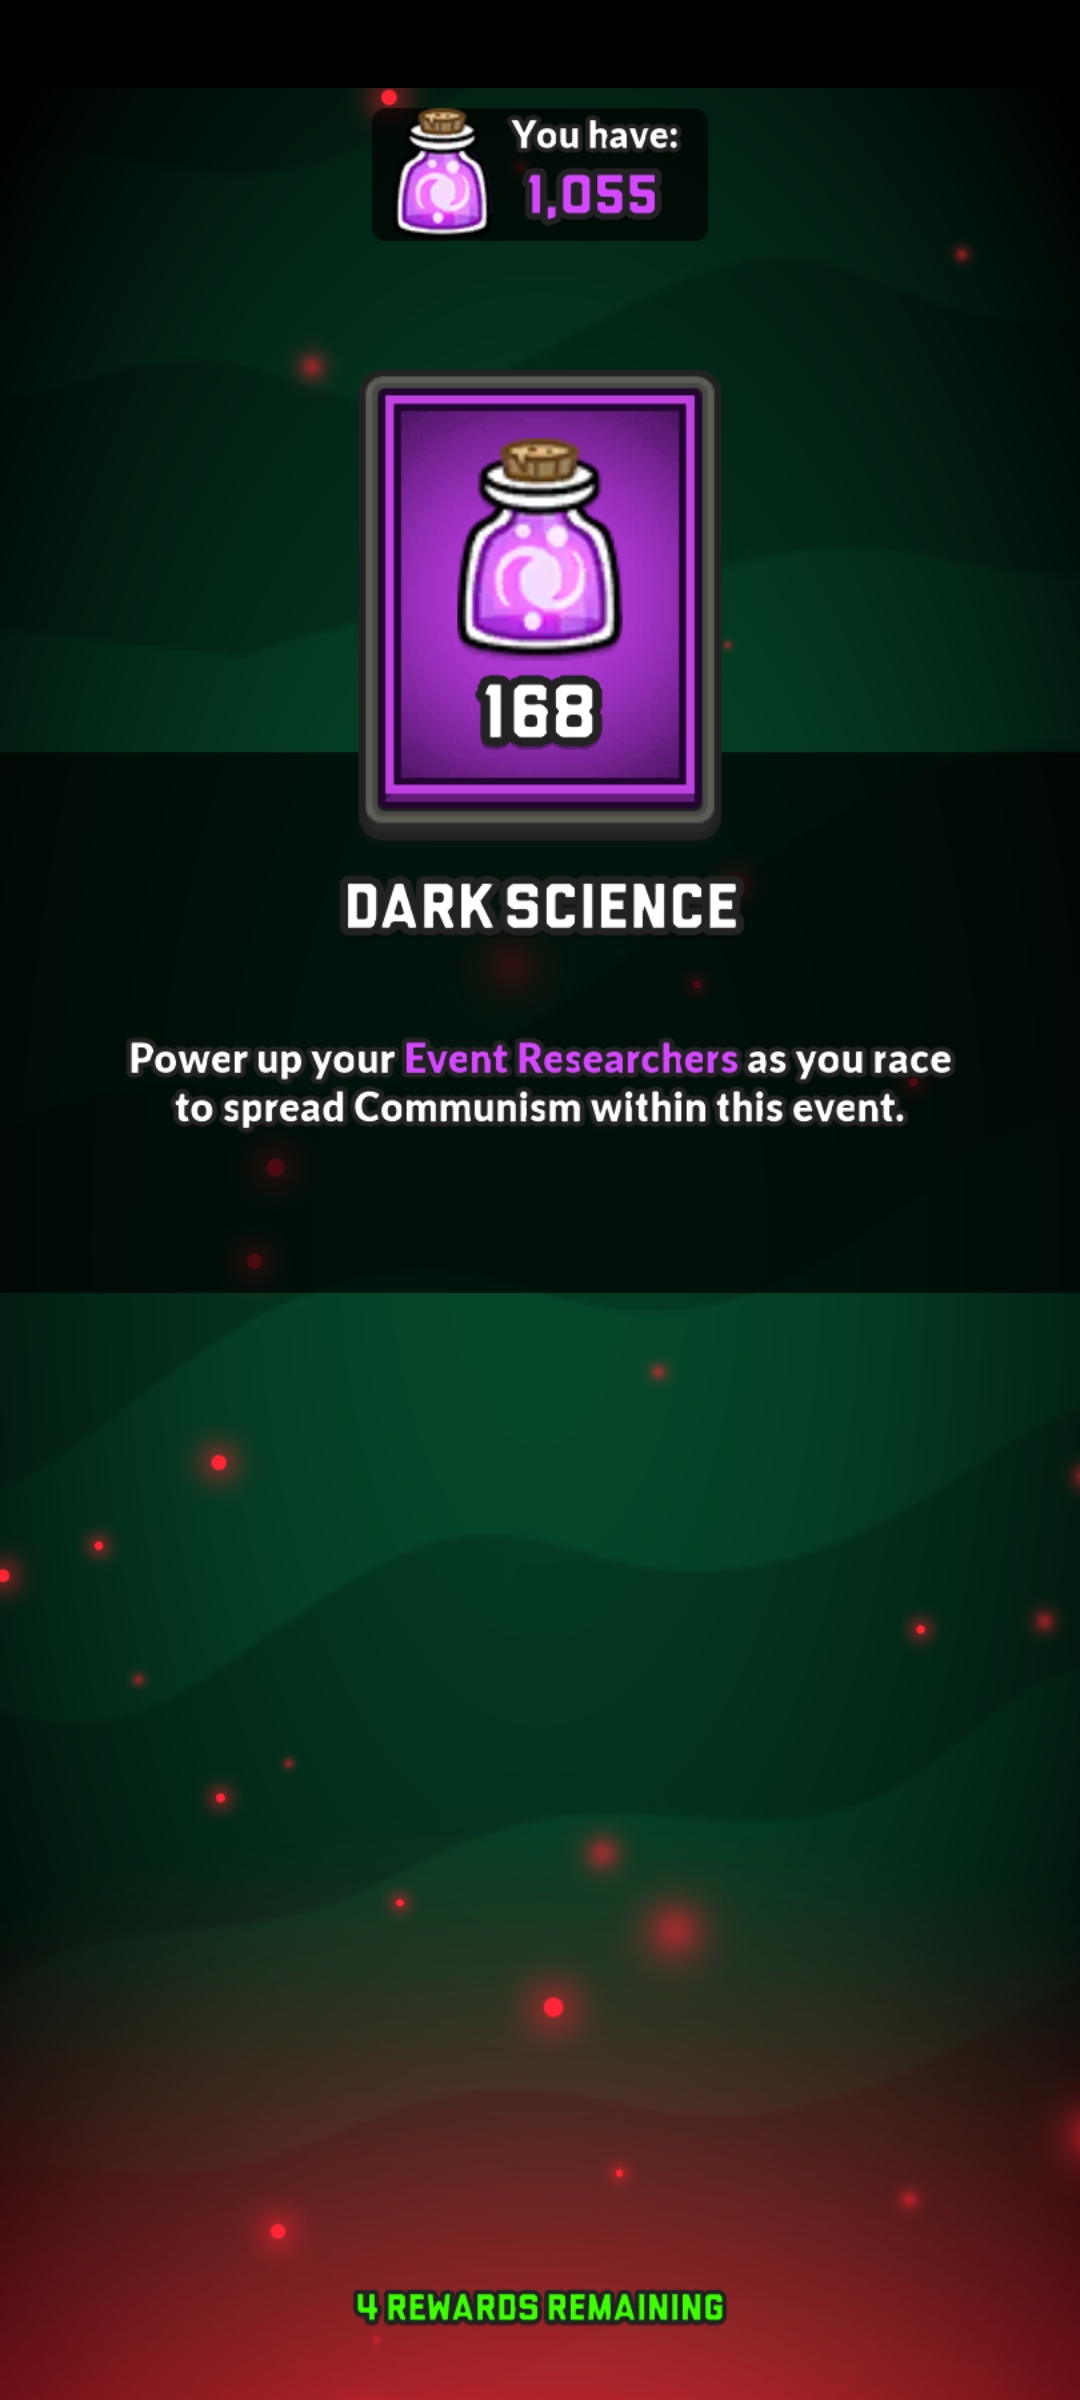 You have:
1,055
168
DARK SCIENCE
Power up your Event Researchers as you race
to spread Communism within this event.
4 REWARDS REMAINING